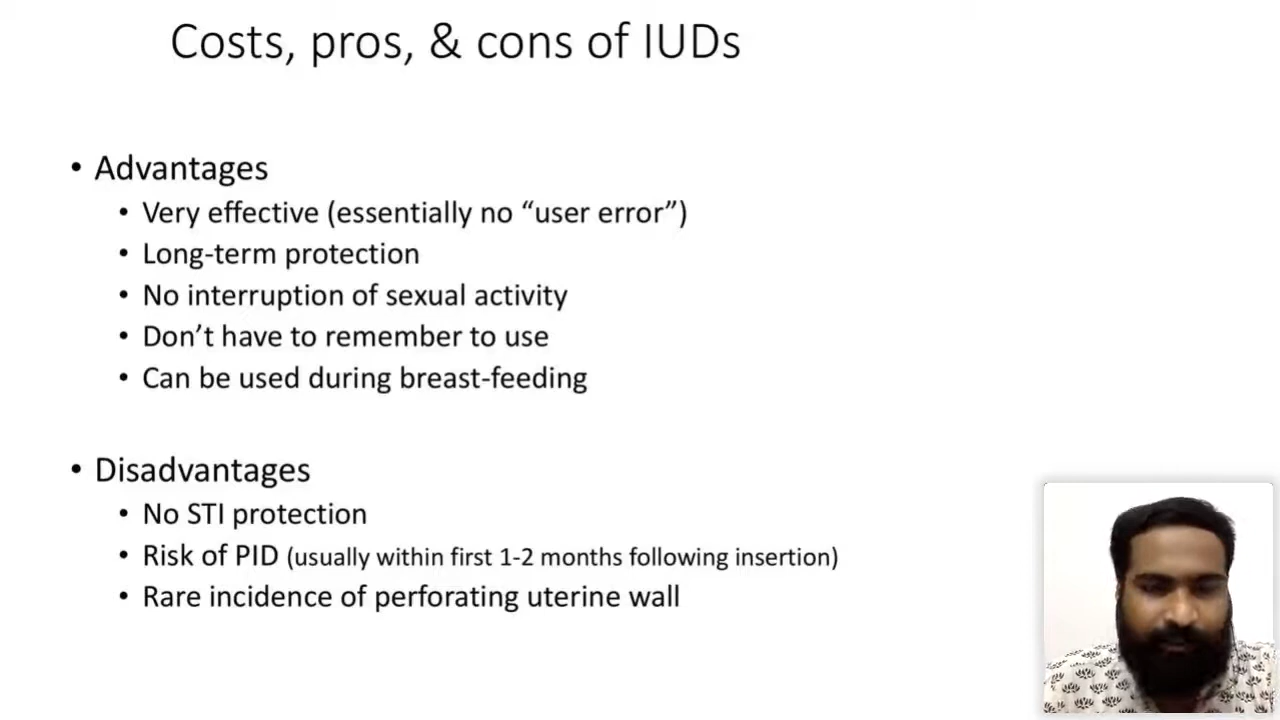 Costs, pros, & cons of IUDs
• Advantages
• Very effective (essentially no “user error”)
• Long-term protection
• No interruption of sexual activity
• Don’t have to remember to use
• Can be used during breast-feeding
• Disadvantages
• No STI protection
• Risk of PID (usually within first 1-2 months following insertion)
• Rare incidence of perforating uterine wall